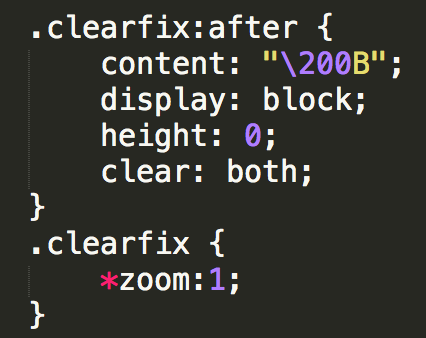 .clearfix:after {
    content: "\200B";
    display: block;
    height: 0;
    clear: both;
}
.clearfix {
    *zoom:1;
}